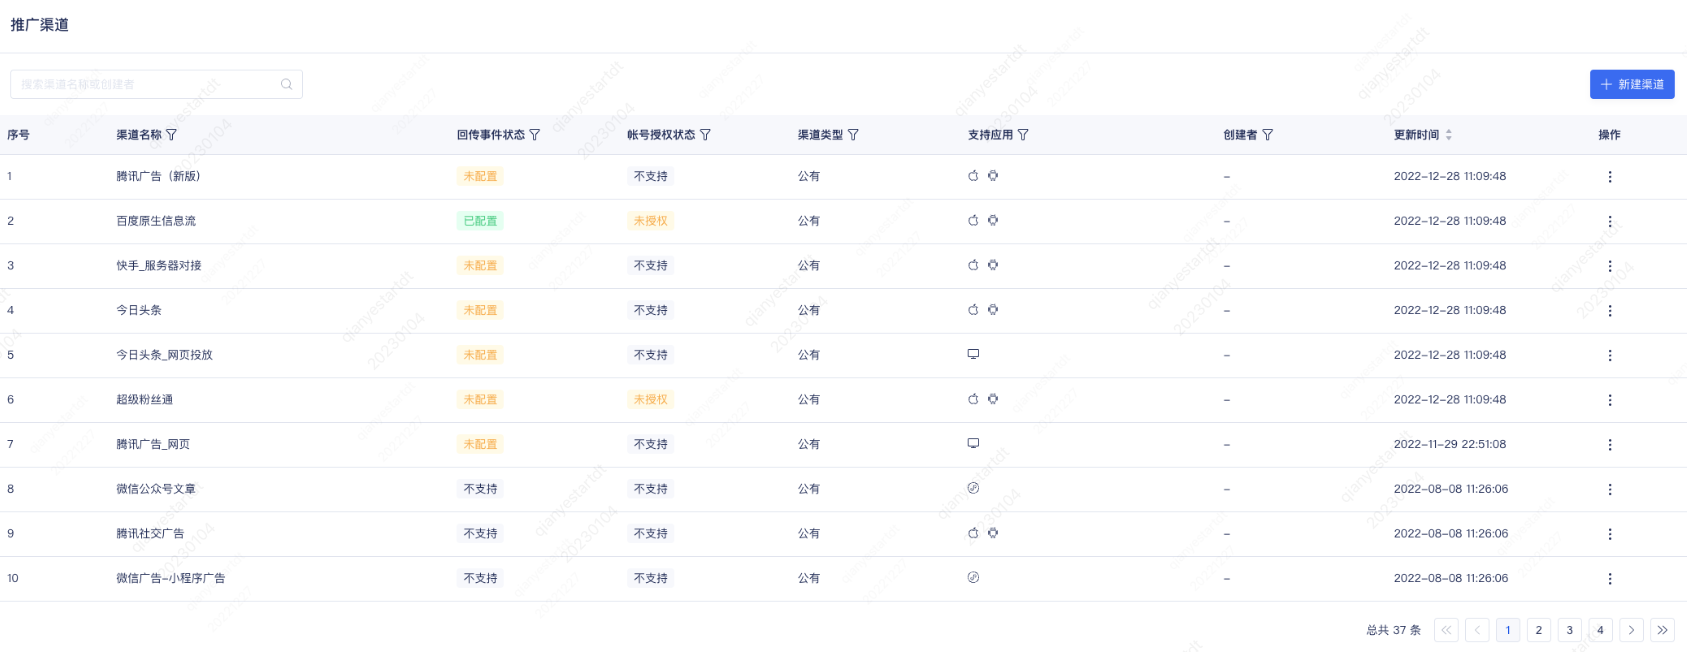 推广渠道
搜索渠道名称或创建者
新建渠道
序号 渠道名称 回传事件状态 帐号授权状态 渠道类型 支持应用 创建者 更新时间 操作
1 腾讯广告（新版） 未配置 不支持 公有 - 2022-12-28 11:09:48
2 百度原生信息流 已配置 未授权 公有 - 2022-12-28 11:09:48
3 快手_服务器对接 未配置 不支持 公有 - 2022-12-28 11:09:48
4 今日头条 未配置 不支持 公有 - 2022-12-28 11:09:48
5 今日头条_网页投放 未配置 不支持 公有 - 2022-12-28 11:09:48
6 超级粉丝通 未配置 未授权 公有 - 2022-12-28 11:09:48
7 腾讯广告_网页 未配置 不支持 公有 - 2022-11-29 22:51:08
8 微信公众号文章 不支持 不支持 公有 - 2022-08-08 11:26:06
9 腾讯社交广告 不支持 不支持 公有 - 2022-08-08 11:26:06
10 微信广告-小程序广告 不支持 不支持 公有 - 2022-08-08 11:26:06
总共 37 条 1 2 3 4
qianyestartdt
20230104